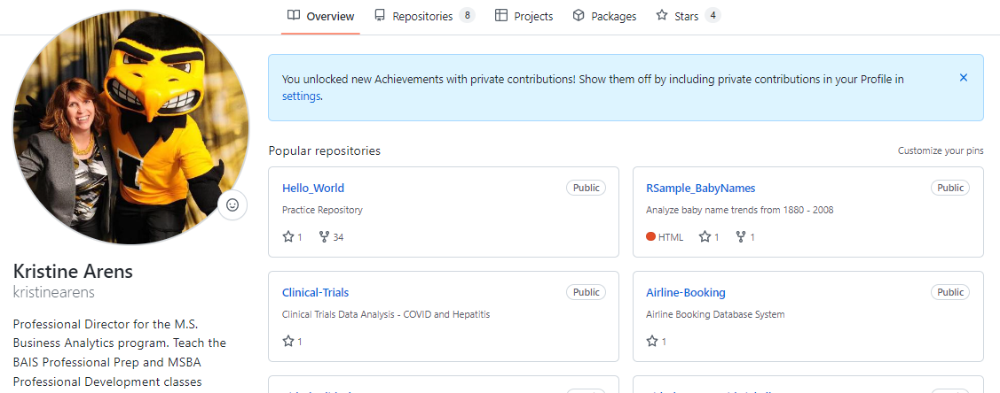 Overview
Repositories 8
Projects
Packages
Stars 4
You unlocked new Achievements with private contributions! Show them off by including private contributions in your Profile in
settings.
Popular repositories
Customize your pins
Hello_World
Public
Practice Repository
1
34
RSample_BabyNames
Public
Analyze baby name trends from 1880 - 2008
HTML
1
1
Kristine Arens
kristinearens
Professional Director for the M.S.
Business Analytics program. Teach the
BAIS Professional Prep and MSBA
Professional Development classes
Clinical-Trials
Public
Clinical Trials Data Analysis - COVID and Hepatitis
1
Airline-Booking
Public
Airline Booking Database System
1